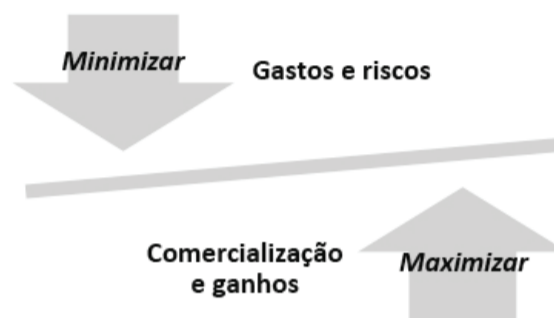 Minimizar
Gastos e riscos
Comercialização
e ganhos
Maximizar